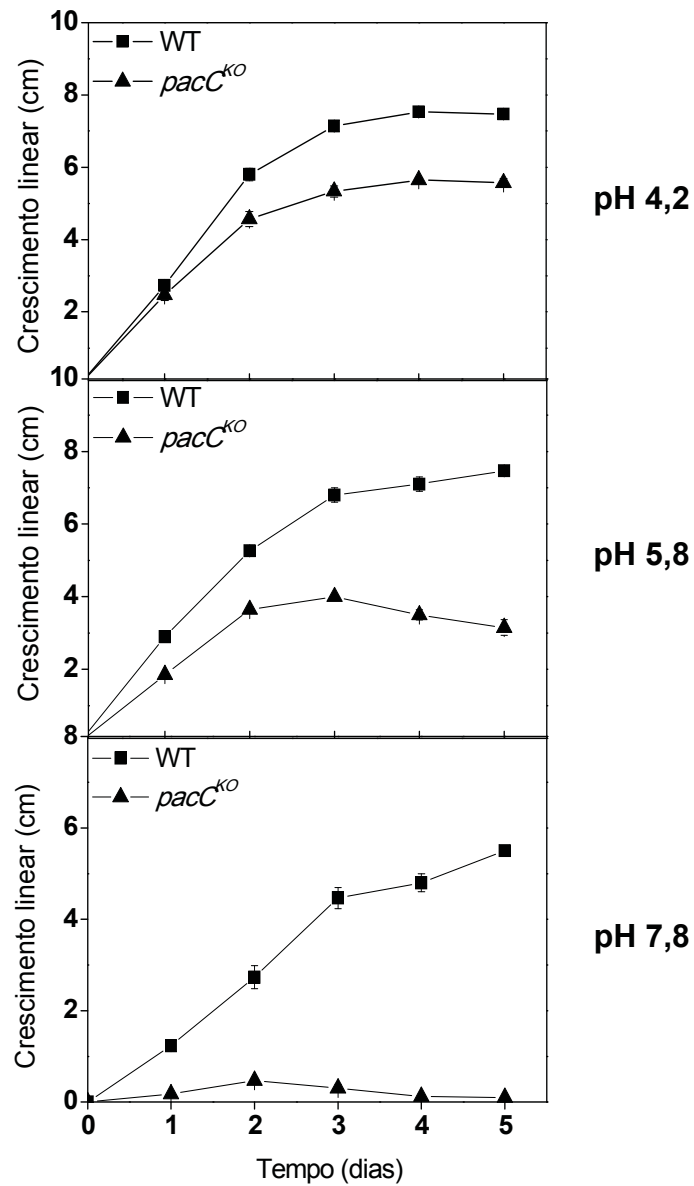 10
WT
pacC^KO
8
6
4
2
Crescimento linear (cm)
pH 4,2
10
WT
pacC^KO
8
6
4
2
Crescimento linear (cm)
pH 5,8
8
WT
pacC^KO
6
4
2
0
Crescimento linear (cm)
pH 7,8
0 1 2 3 4 5
Tempo (dias)